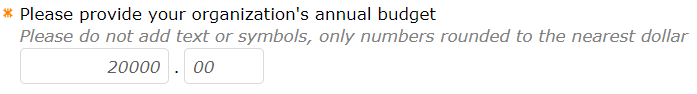 * Please provide your organization's annual budget
Please do not add text or symbols, only numbers rounded to the nearest dollar
20000 . 00